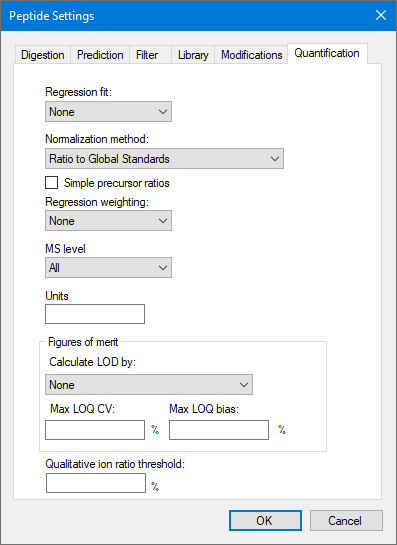 Peptide Settings
Digestion Prediction Filter Library Modifications Quantification
Regression fit:
None
Normalization method:
Ratio to Global Standards
Simple precursor ratios
Regression weighting:
None
MS level
All
Units
Figures of merit
Calculate LOD by:
None
Max LOQ CV: Max LOQ bias:
% %
Qualitative ion ratio threshold:
%
OK Cancel